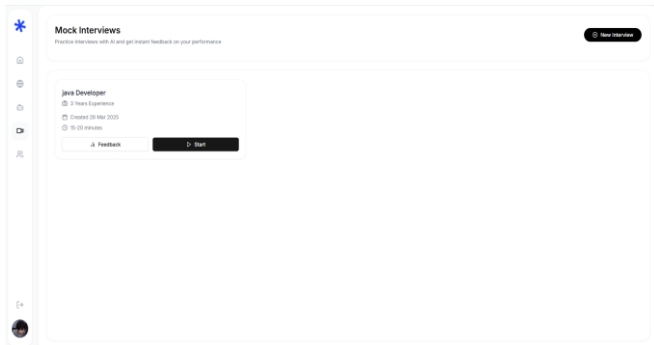 Mock Interviews
Practice interviews with AI and get instant feedback on your performance
New Interview
java Developer
3 Years Experience
Created 26 Mar 2025
15-20 minutes
Feedback
Start